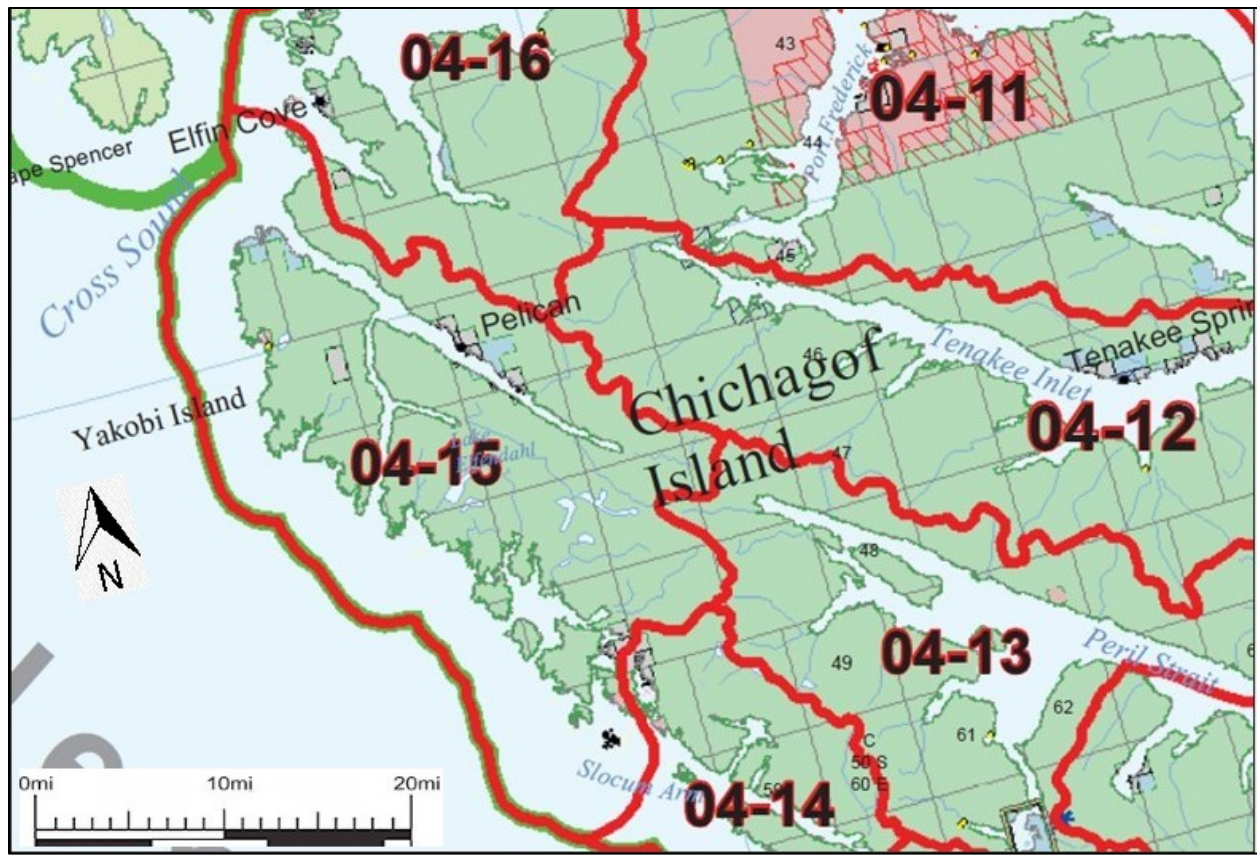 04-16
43
Port Frederick
04-11
Elfin Cove
44
ape Spencer
Cross Sound
45
Pelican
Tenakee Sprin
46
Tenakee Inlet
Chichagof
Island
Yakobi Island
04-12
04-15
47
N
48
04-13
Peril Strait
49
62
61
C
50 S
60 E
0mi 10mi 20mi
Slocum Arm
04-14